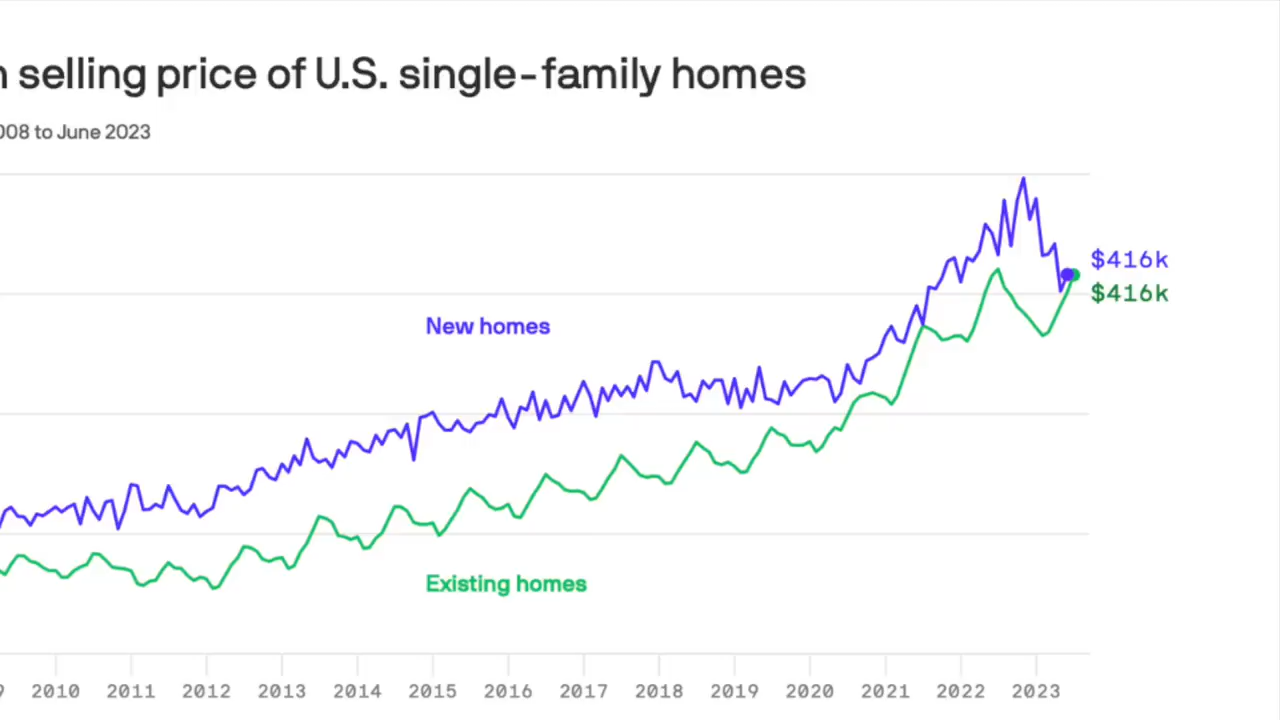 selling price of U.S. single-family homes
to June 2023
$416k
$416k
New homes
Existing homes
2010 2011 2012 2013 2014 2015 2016 2017 2018 2019 2020 2021 2022 2023